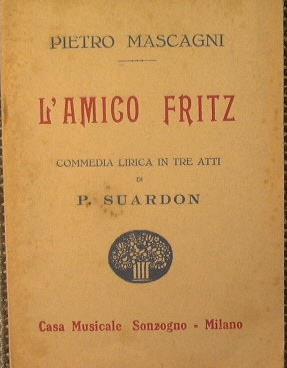 PIETRO MASCAGNI
L'AMICO FRITZ
COMMEDIA LIRICA IN TRE ATTI
DI
P. SUARDON
Casa Musicale Sonzogno - Milano